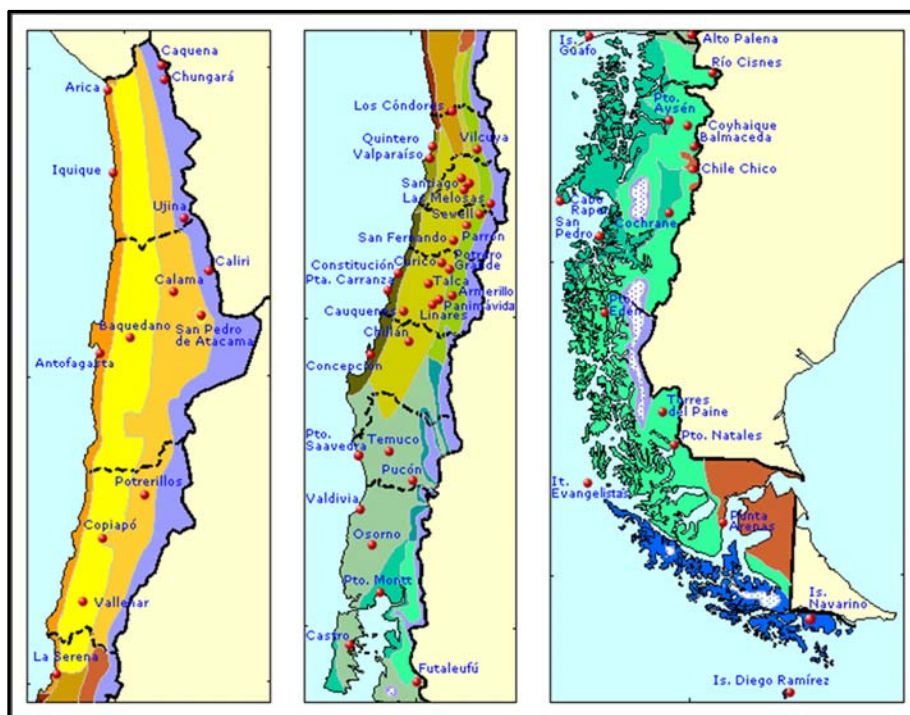 Caquena
Chungará
Arica
Iquique
Ujina
Caliri
Calama
San Pedro
de Atacama
Baquedano
Antofagasta
Potrerillos
Copiapó
Vallenar
La Serena
Los Cóndores
Quintero
Vilcuya
Valparaíso
Santiago
Las Melosas
Sewell
Parrón
San Fernando
Potrero
Grande
Curicó
Constitución
Talca
Pta. Carranza
Armerillo
Panimávida
Cauquenes
Linares
Chillán
Concepción
Pto.
Saavedra
Temuco
Pucón
Valdivia
Osorno
Pto. Montt
Castro
Futaleufú
Is.
Guafo
Alto Palena
Río Cisnes
Pto.
Aysén
Coyhaique
Balmaceda
Chile Chico
Cabo
Raper
San
Pedro
Cochrane
Pto.
Edén
Torres
del Paine
Pto. Natales
It.
Evangelistas
Punta
Arenas
Is.
Navarino
Is. Diego Ramírez